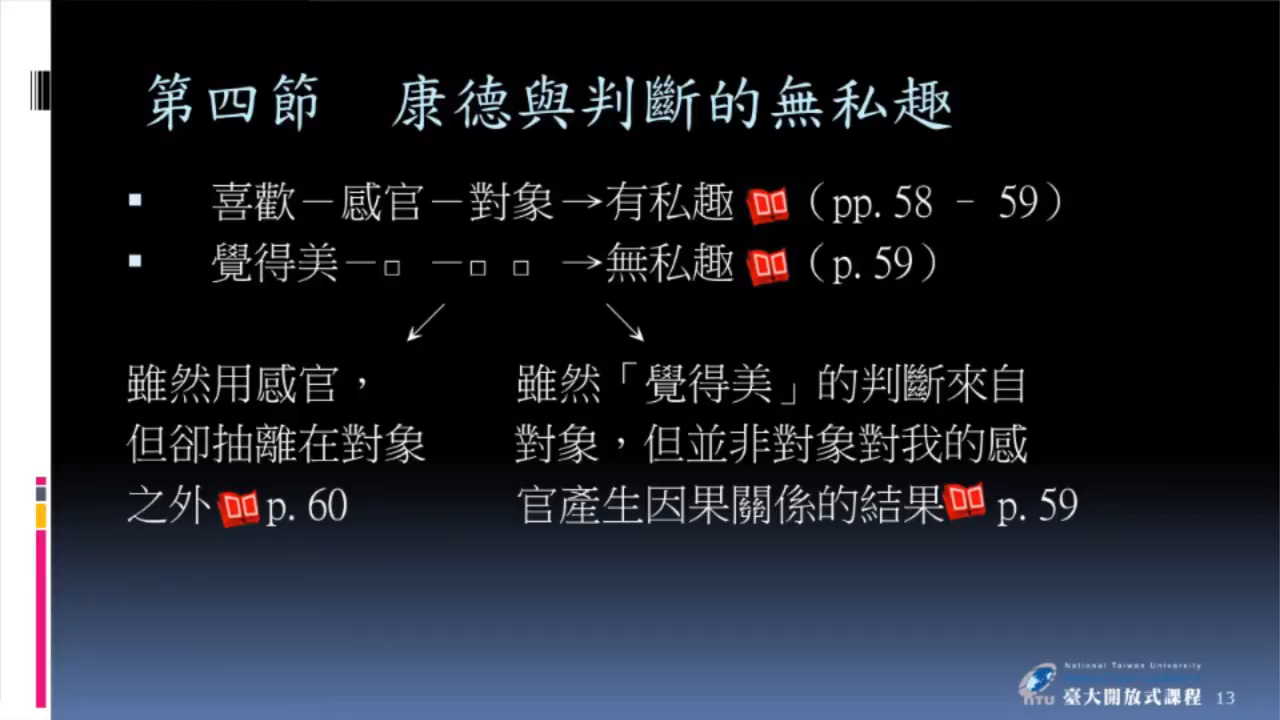 第四節　康德與判斷的無私趣
喜歡－感官－對象→有私趣（pp. 58 – 59）
覺得美－□ －□ □ →無私趣（p. 59）
雖然用感官，
但卻抽離在對象
之外 p. 60
雖然「覺得美」的判斷來自
對象，但並非對象對我的感
官產生因果關係的結果 p. 59
National Taiwan University
NTU 臺大開放式課程 13